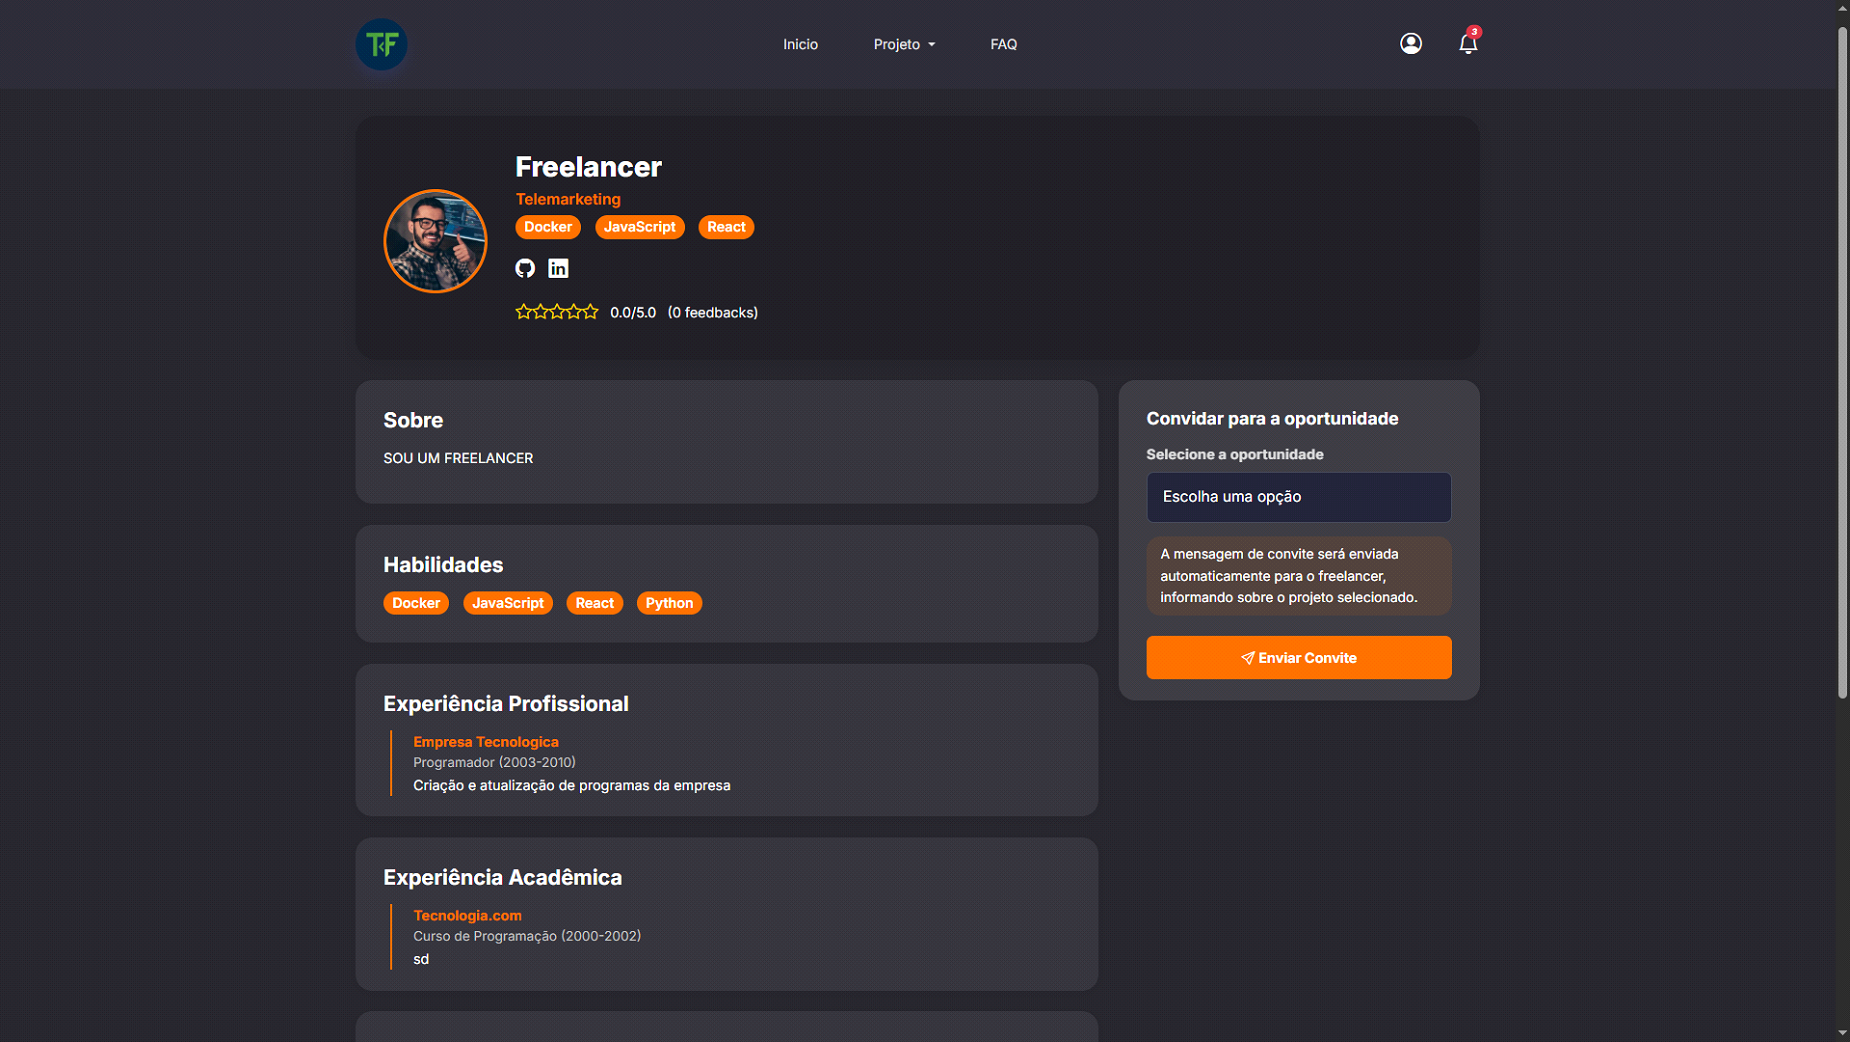 TF
Inicio
Projeto
FAQ
3
Freelancer
Telemarketing
Docker JavaScript React
0.0/5.0 (0 feedbacks)
Sobre
SOU UM FREELANCER
Habilidades
Docker JavaScript React Python
Experiência Profissional
Empresa Tecnologica
Programador (2003-2010)
Criação e atualização de programas da empresa
Experiência Acadêmica
Tecnologia.com
Curso de Programação (2000-2002)
sd
Convidar para a oportunidade
Selecione a oportunidade
Escolha uma opção
A mensagem de convite será enviada
automaticamente para o freelancer,
informando sobre o projeto selecionado.
Enviar Convite